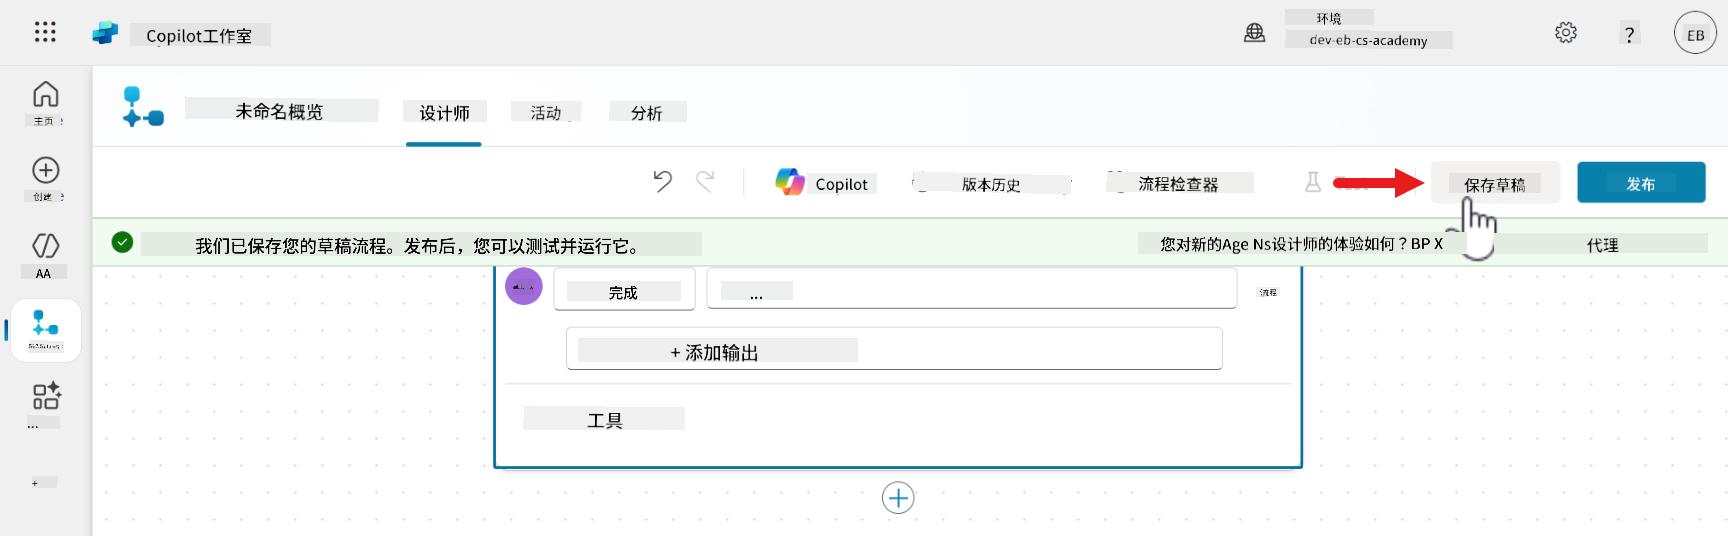 Copilot工作室
环境
dev-eb-cs-academy
?
EB
主页
未命名概览
设计师
活动
分析
创建
Copilot
版本历史
流程检查器
保存草稿
发布
我们已保存您的草稿流程。发布后，您可以测试并运行它。
您对新的Age Ns设计师的体验如何？BP X
代理
AA
完成
...
流程
+ 添加输出
工具
...
+